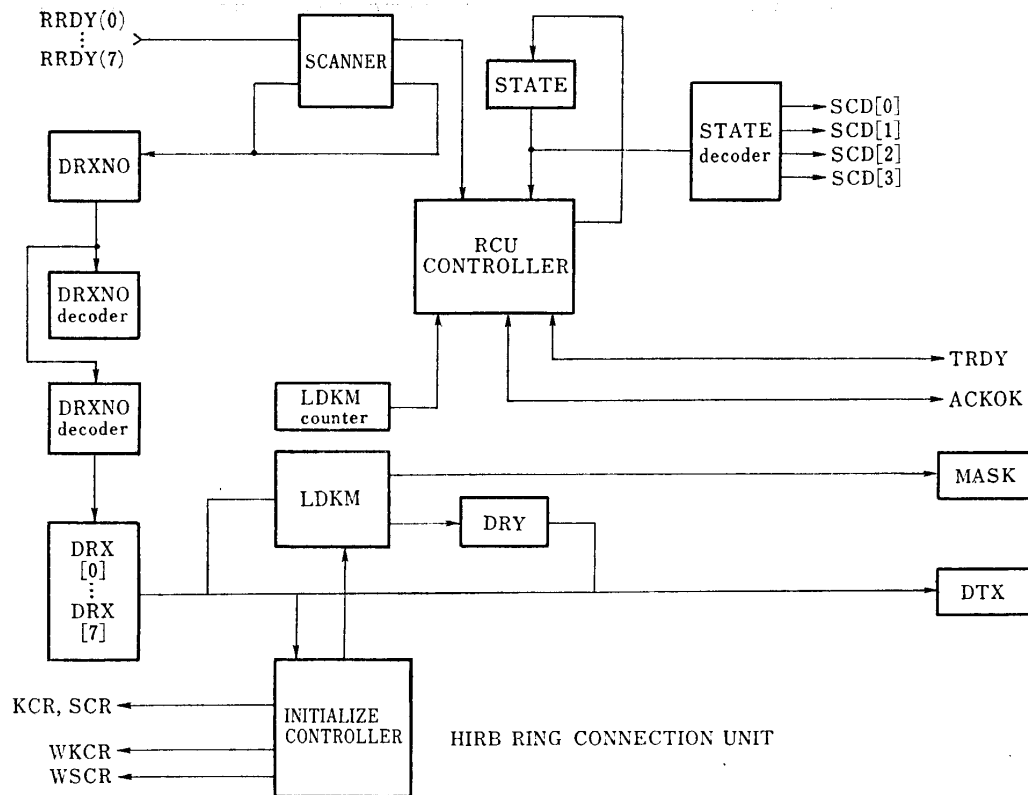 RRDY(0)
⋮
RRDY(7)
SCANNER
STATE
STATE
decoder
SCD[0]
SCD[1]
SCD[2]
SCD[3]
DRXNO
RCU
CONTROLLER
DRXNO
decoder
TRDY
DRXNO
decoder
LDKM
counter
ACKOK
LDKM
MASK
DRY
DRX
[0]
⋮
DRX
[7]
DTX
KCR, SCR
INITIALIZE
CONTROLLER
HIRB RING CONNECTION UNIT
WKCR
WSCR